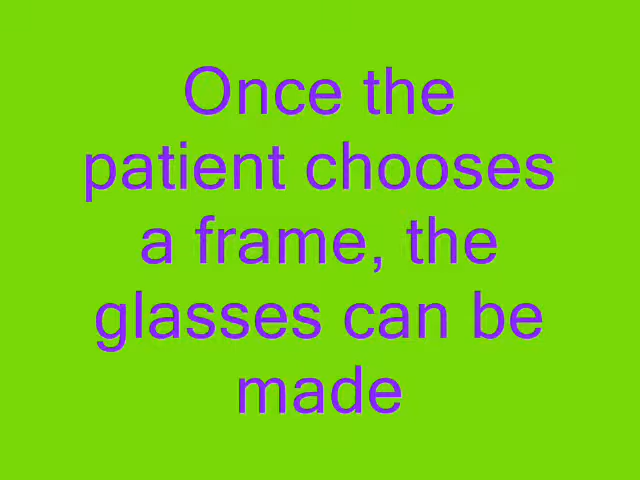 Once the
patient chooses
a frame, the
glasses can be
made